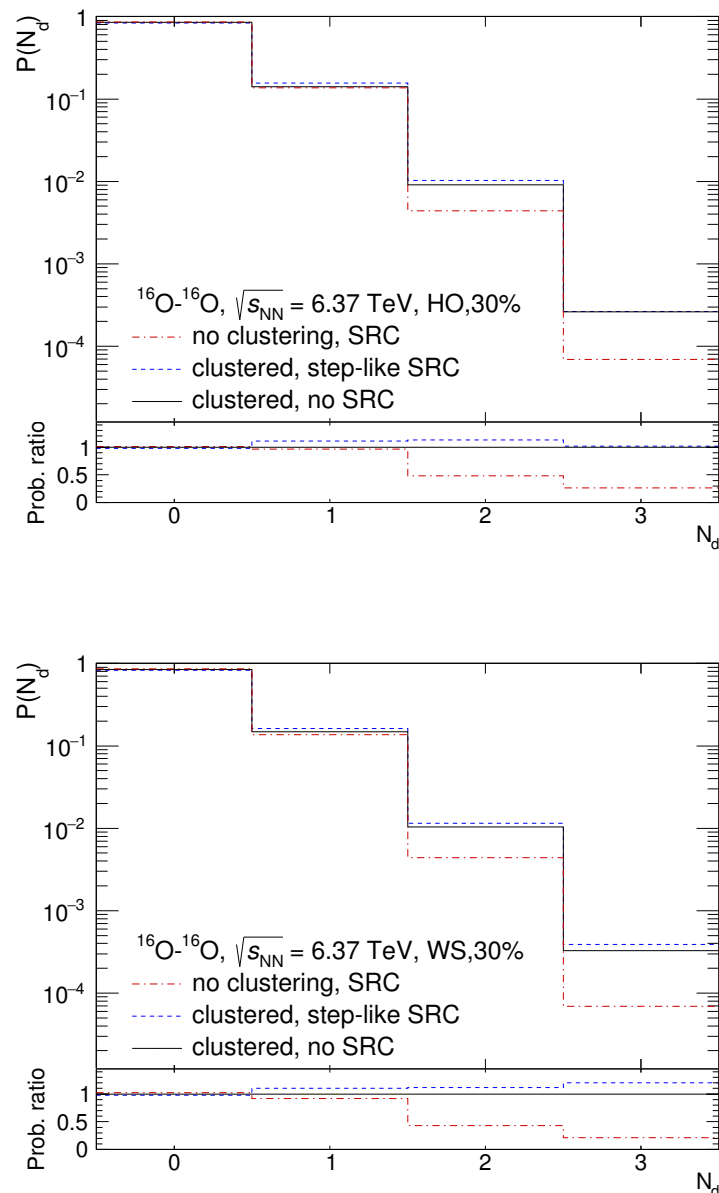 P(N_d)
1
10^−1
10^−2
10^−3
10^−4
^16O-^16O, √s_NN = 6.37 TeV, HO,30%
no clustering, SRC
clustered, step-like SRC
clustered, no SRC
Prob. ratio
1
0.5
0
0 1 2 3
N_d
P(N_d)
1
10^−1
10^−2
10^−3
10^−4
^16O-^16O, √s_NN = 6.37 TeV, WS,30%
no clustering, SRC
clustered, step-like SRC
clustered, no SRC
Prob. ratio
1
0.5
0
0 1 2 3
N_d